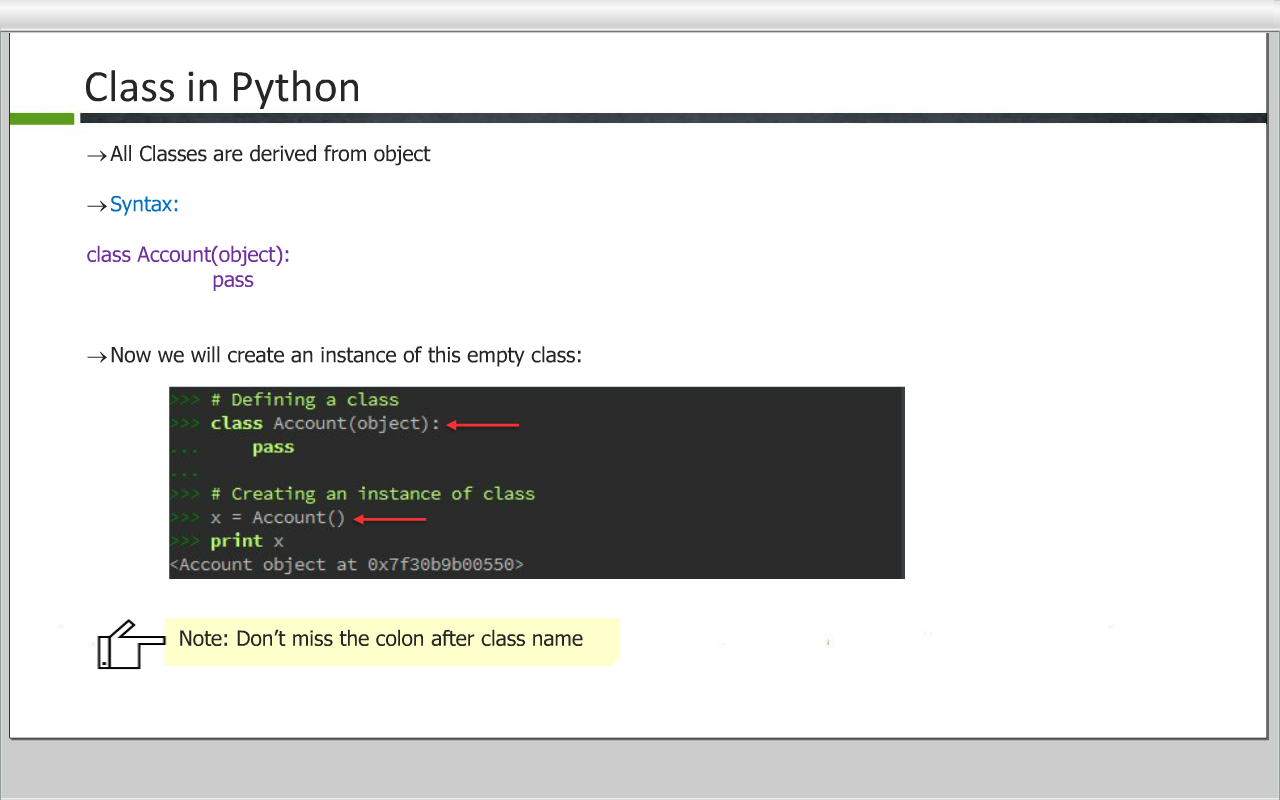 Class in Python
→All Classes are derived from object
→Syntax:
class Account(object):
pass
→Now we will create an instance of this empty class:
>>> # Defining a class
>>> class Account(object):
...     pass
...
>>> # Creating an instance of class
>>> x = Account()
>>> print x
<Account object at 0x7f30b9b00550>
Note: Don’t miss the colon after class name